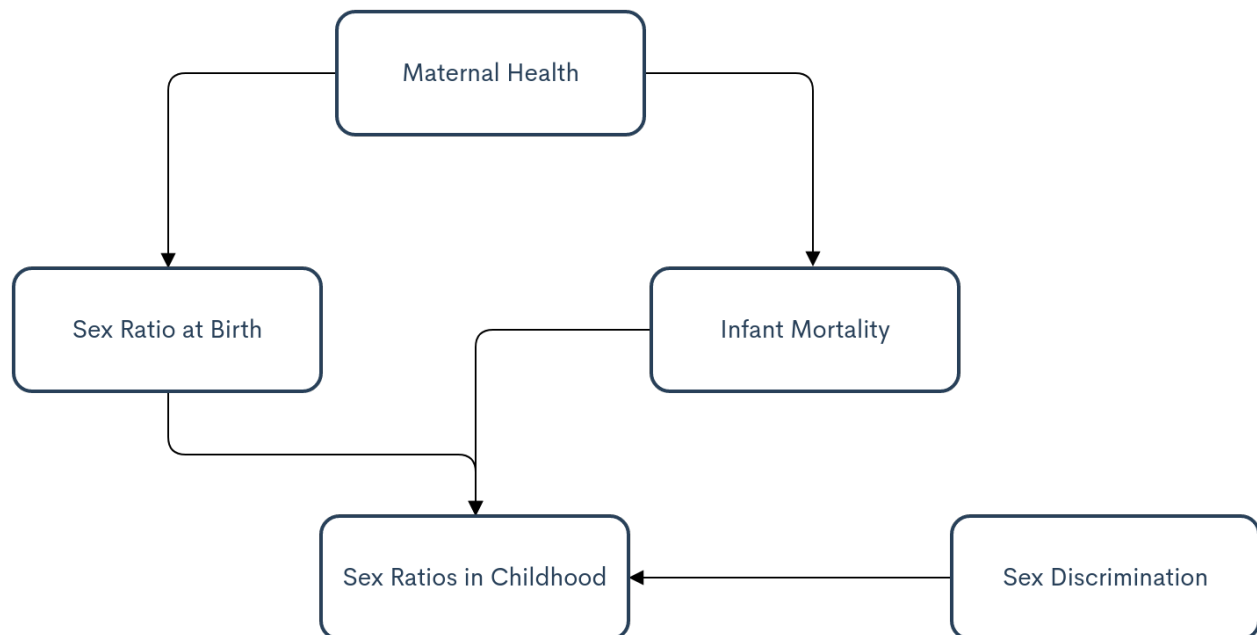 Maternal Health
Sex Ratio at Birth
Infant Mortality
Sex Ratios in Childhood
Sex Discrimination